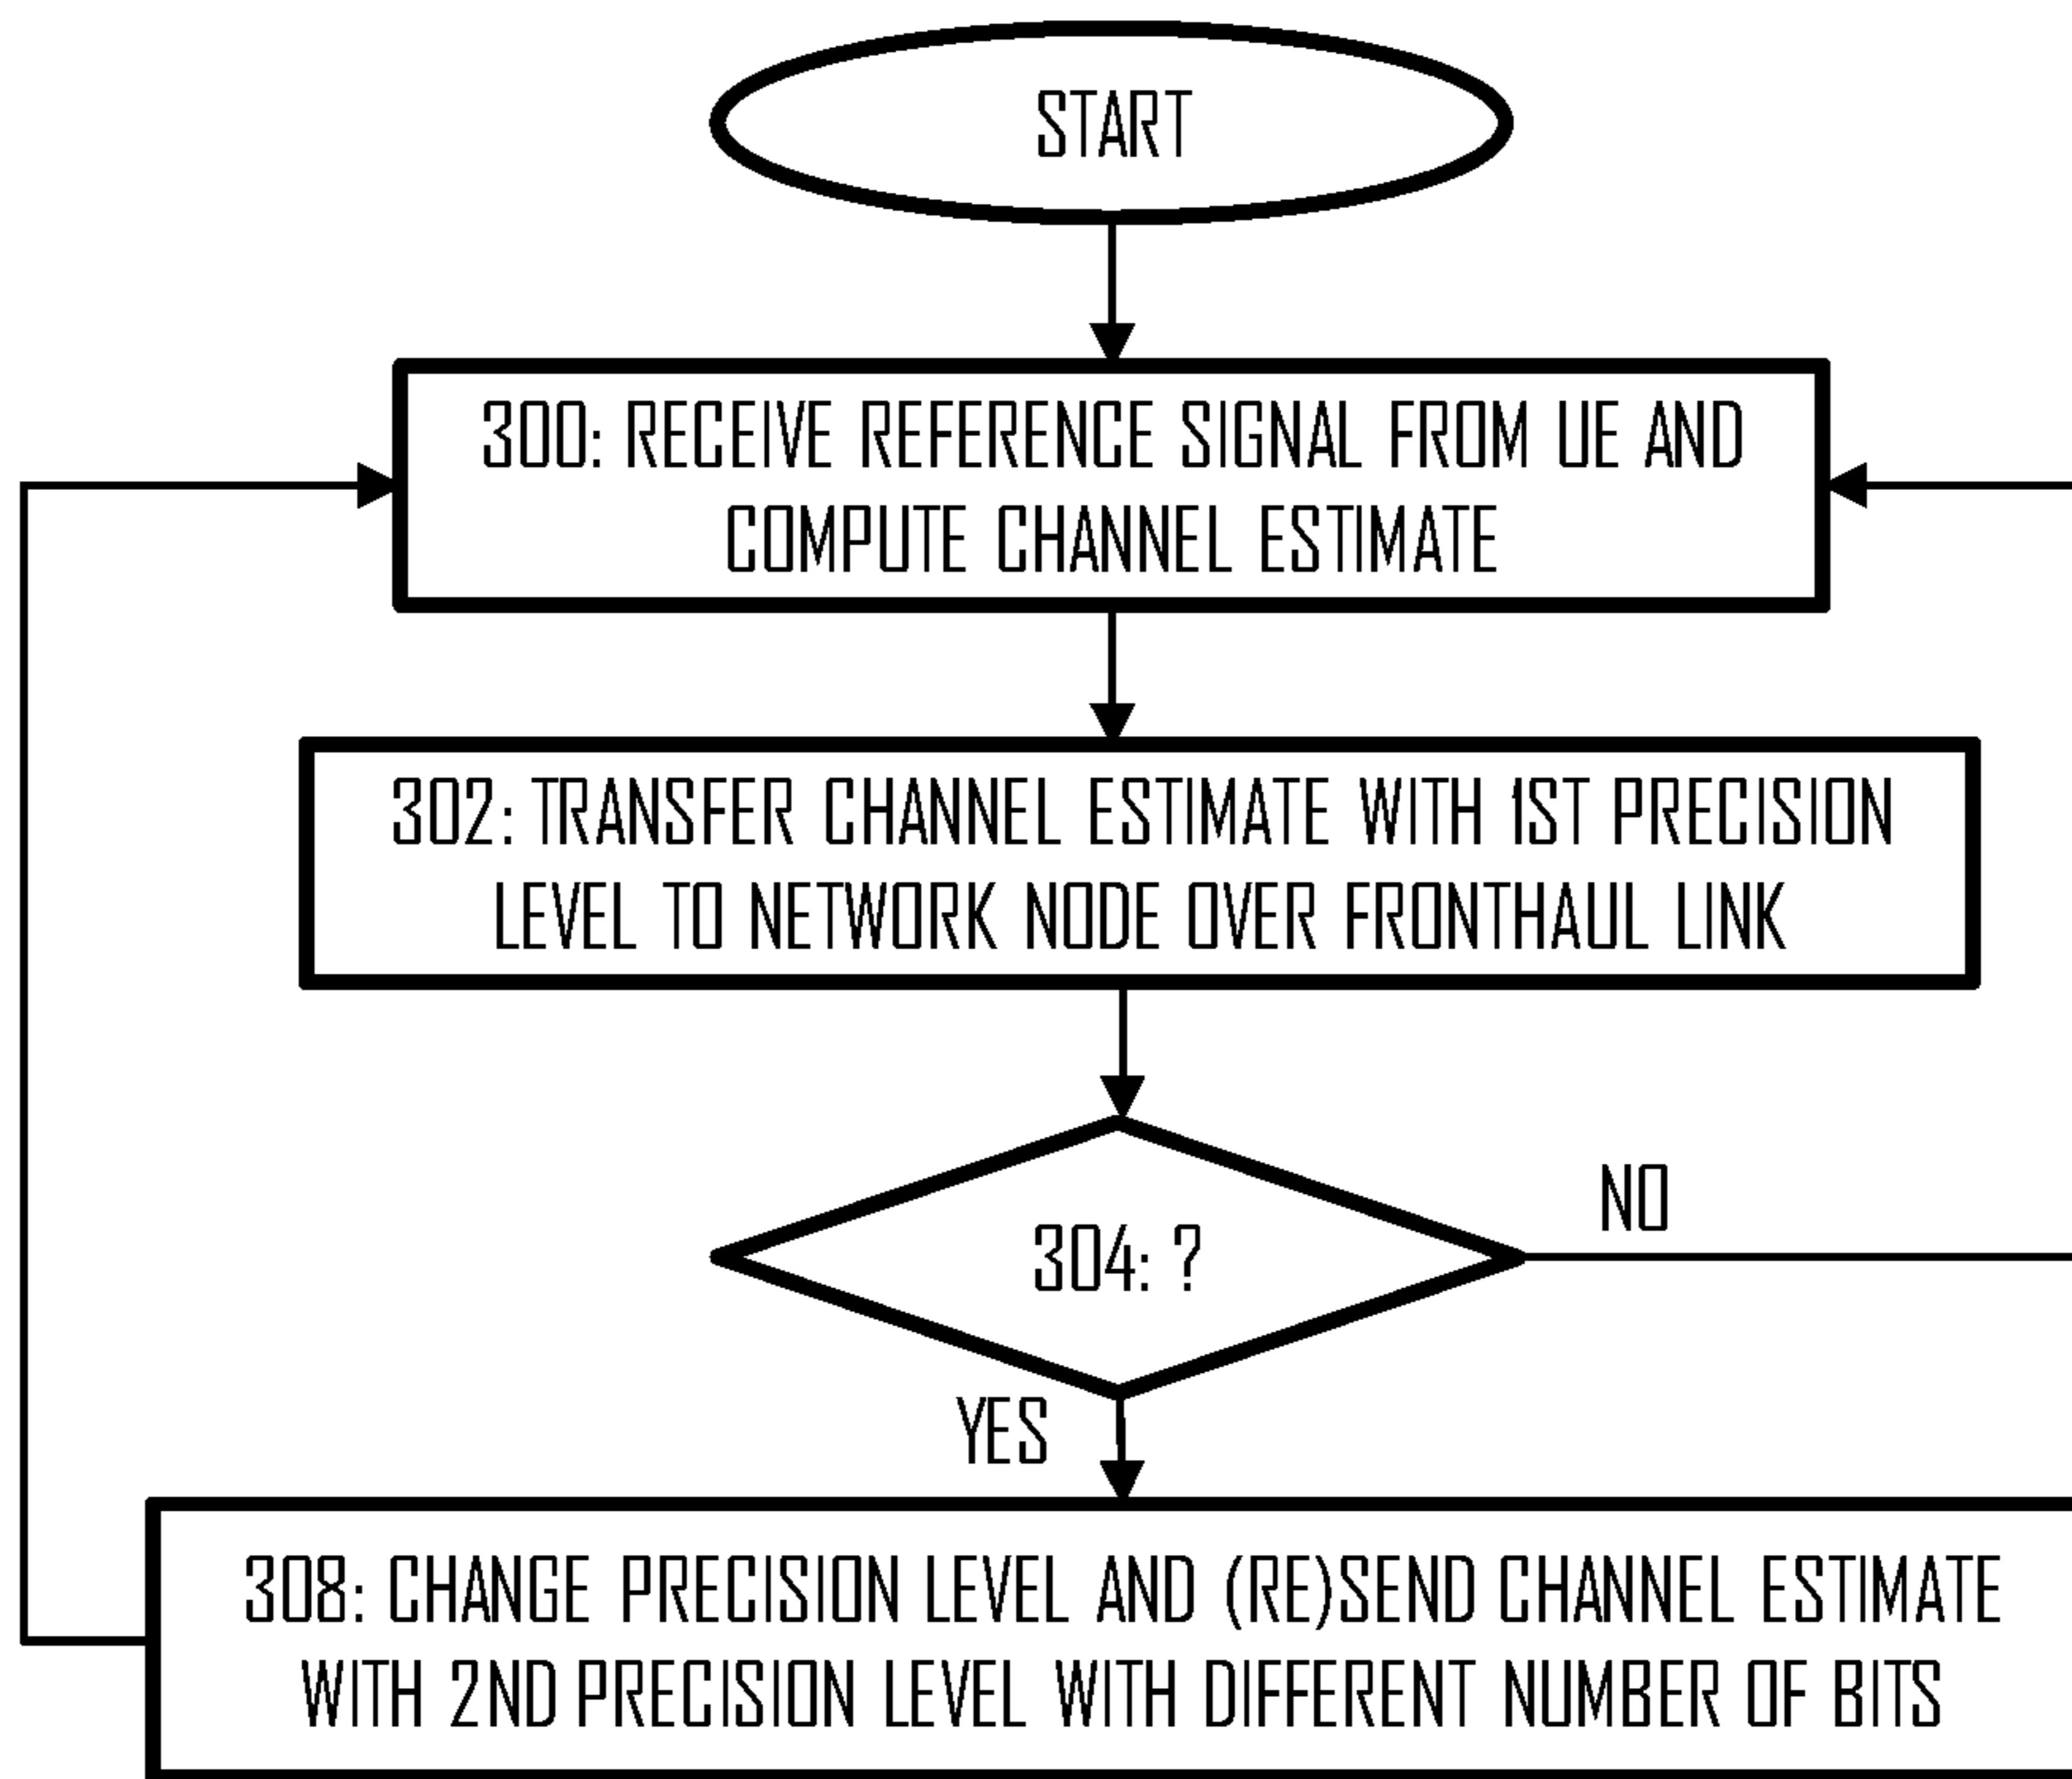 START
300: RECEIVE REFERENCE SIGNAL FROM UE AND
COMPUTE CHANNEL ESTIMATE
302: TRANSFER CHANNEL ESTIMATE WITH 1ST PRECISION
LEVEL TO NETWORK NODE OVER FRONTHAUL LINK
304: ?
NO
YES
308: CHANGE PRECISION LEVEL AND (RE)SEND CHANNEL ESTIMATE
WITH 2ND PRECISION LEVEL WITH DIFFERENT NUMBER OF BITS